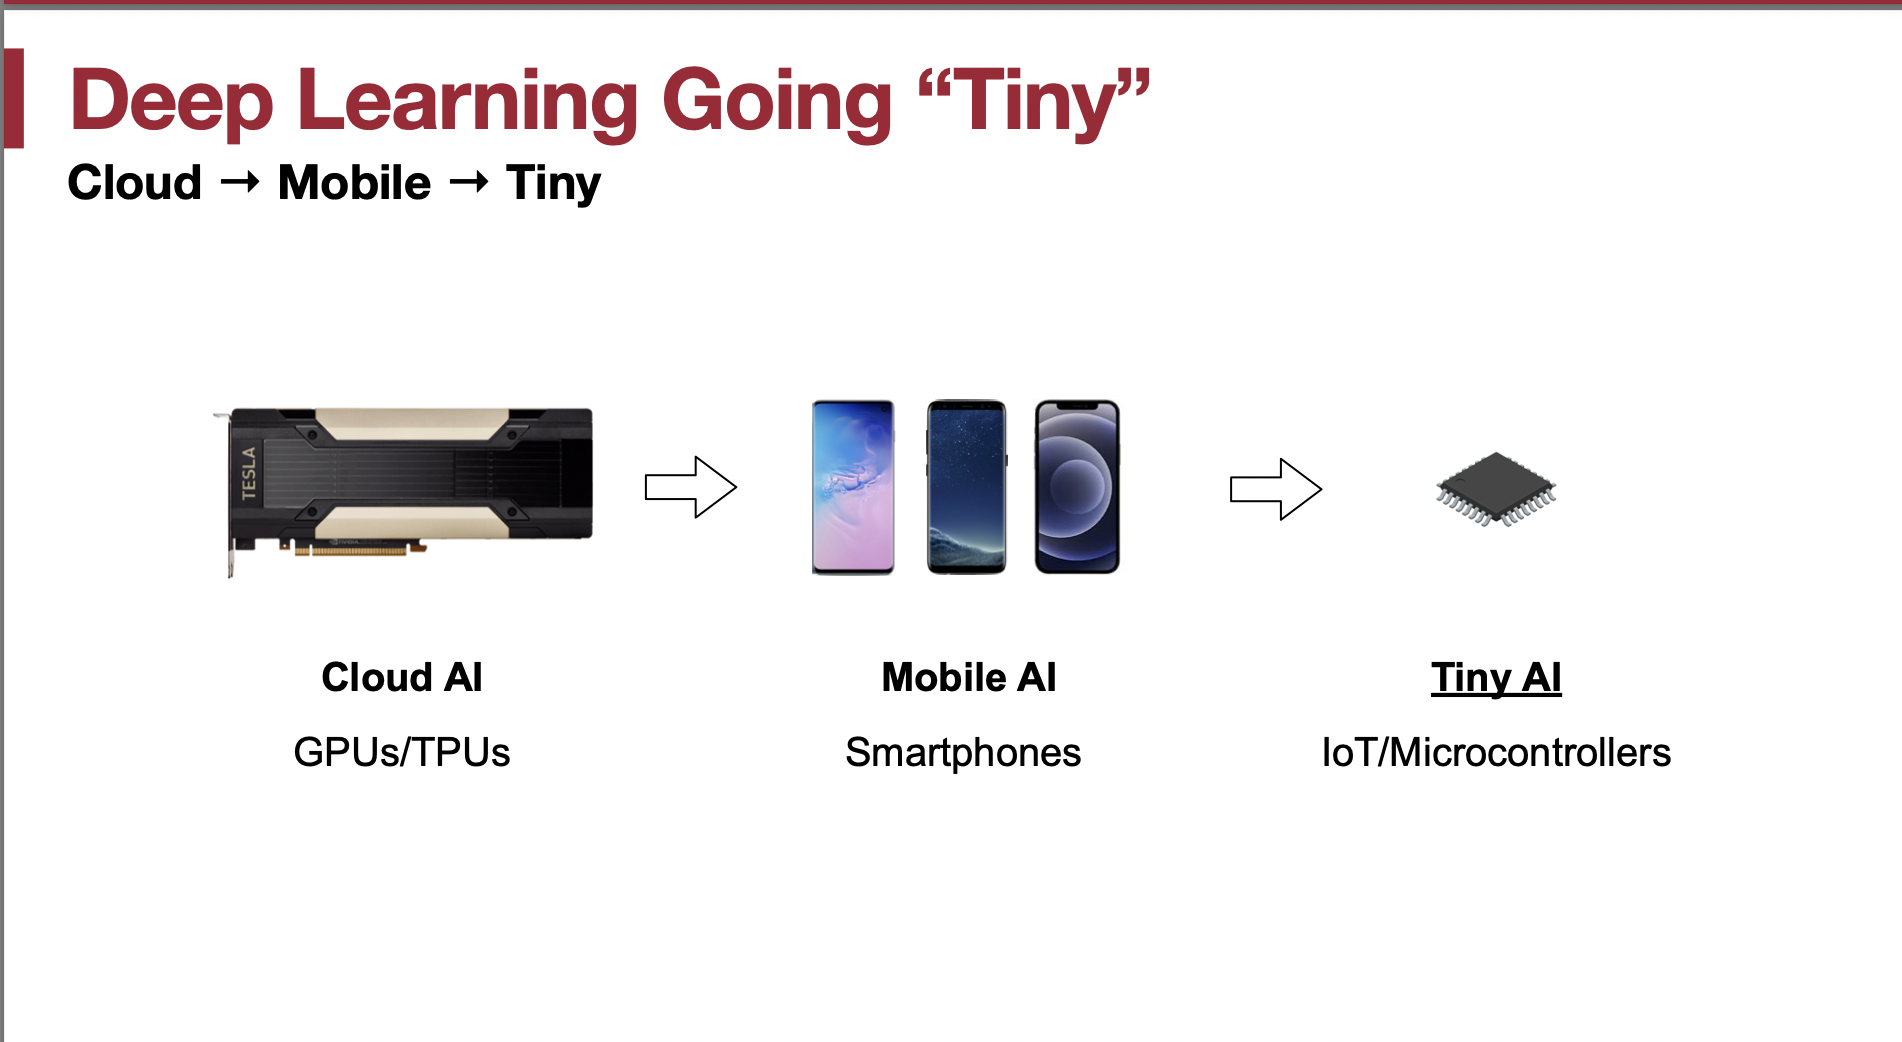 Deep Learning Going “Tiny”
Cloud → Mobile → Tiny
TESLA
Cloud AI
Mobile AI
Tiny AI
GPUs/TPUs
Smartphones
IoT/Microcontrollers